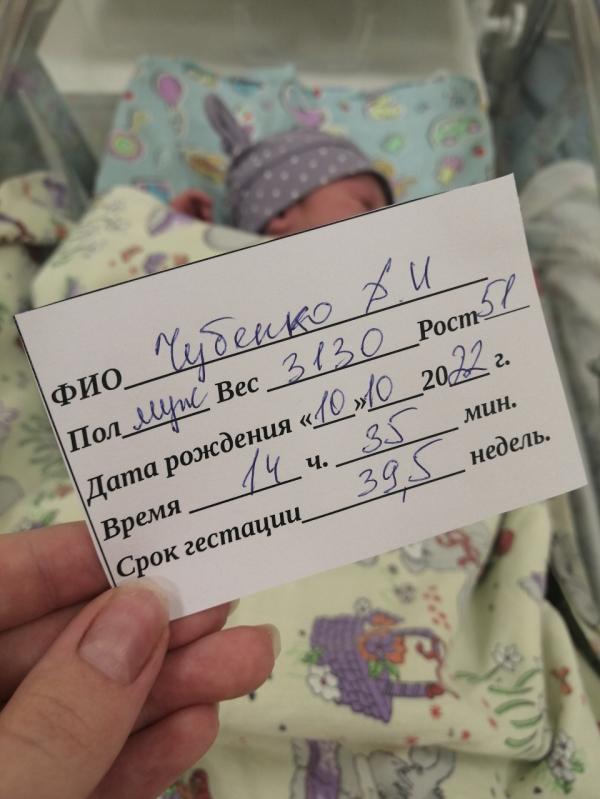 ФИО Чубенко Д.И
Пол муж Вес 3130 Рост 51
Дата рождения «10»10 2022 г.
Время 14 ч. 35 мин.
Срок гестации 39,5 недель.